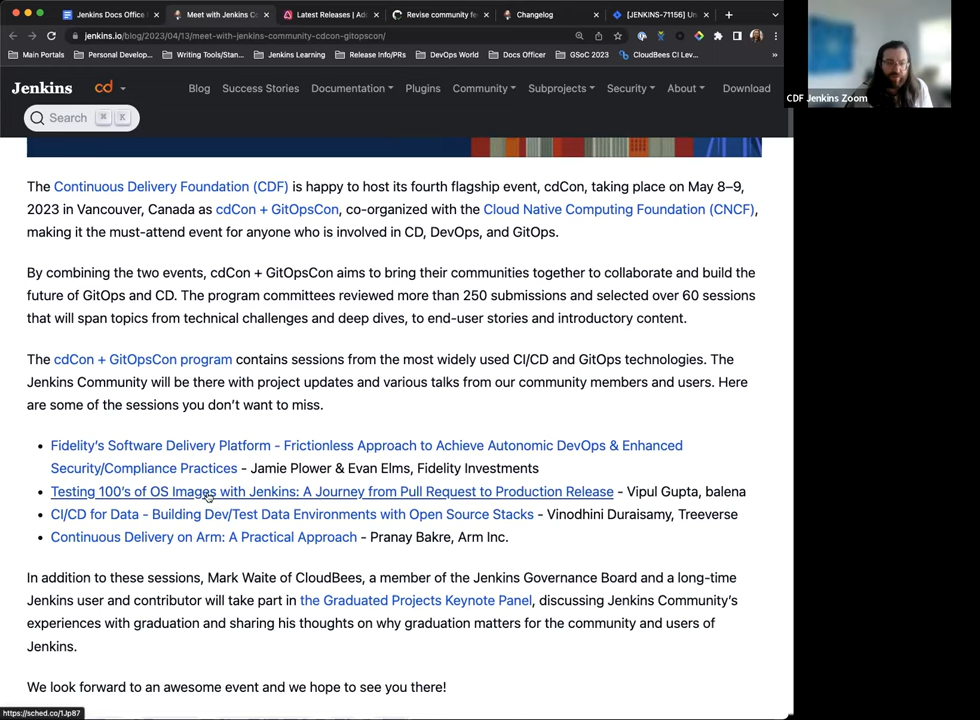 Jenkins Docs Office
Meet with Jenkins Co
Latest Releases | Ad
Revise community fe
Changelog
[JENKINS-71156] Un
jenkins.io/blog/2023/04/13/meet-with-jenkins-community-cdcon-gitopscon/
Main Portals
Personal Develop...
Writing Tools/Stan...
Jenkins Learning
Release Info/PRs
DevOps World
Docs Officer
GSoC 2023
CloudBees CI Lev...
CDF Jenkins Zoom
Jenkins
cd
Blog
Success Stories
Documentation
Plugins
Community
Subprojects
Security
About
Download
Search ⌘ K
The Continuous Delivery Foundation (CDF) is happy to host its fourth flagship event, cdCon, taking place on May 8–9,
2023 in Vancouver, Canada as cdCon + GitOpsCon, co-organized with the Cloud Native Computing Foundation (CNCF),
making it the must-attend event for anyone who is involved in CD, DevOps, and GitOps.
By combining the two events, cdCon + GitOpsCon aims to bring their communities together to collaborate and build the
future of GitOps and CD. The program committees reviewed more than 250 submissions and selected over 60 sessions
that will span topics from technical challenges and deep dives, to end-user stories and introductory content.
The cdCon + GitOpsCon program contains sessions from the most widely used CI/CD and GitOps technologies. The
Jenkins Community will be there with project updates and various talks from our community members and users. Here
are some of the sessions you don't want to miss.
• Fidelity's Software Delivery Platform - Frictionless Approach to Achieve Autonomic DevOps & Enhanced
Security/Compliance Practices - Jamie Plower & Evan Elms, Fidelity Investments
• Testing 100's of OS Images with Jenkins: A Journey from Pull Request to Production Release - Vipul Gupta, balena
• CI/CD for Data - Building Dev/Test Data Environments with Open Source Stacks - Vinodhini Duraisamy, Treeverse
• Continuous Delivery on Arm: A Practical Approach - Pranay Bakre, Arm Inc.
In addition to these sessions, Mark Waite of CloudBees, a member of the Jenkins Governance Board and a long-time
Jenkins user and contributor will take part in the Graduated Projects Keynote Panel, discussing Jenkins Community's
experiences with graduation and sharing his thoughts on why graduation matters for the community and users of
Jenkins.
We look forward to an awesome event and we hope to see you there!
https://sched.co/1Jp87